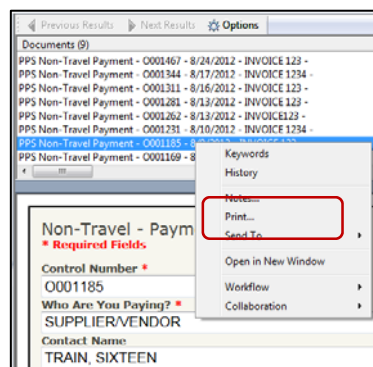 Previous Results Next Results Options
Documents (9)
PPS Non-Travel Payment - O001467 - 8/24/2012 - INVOICE 123 -
PPS Non-Travel Payment - O001344 - 8/17/2012 - INVOICE 1234 -
PPS Non-Travel Payment - O001311 - 8/16/2012 - INVOICE 123 -
PPS Non-Travel Payment - O001281 - 8/13/2012 - INVOICE 123 -
PPS Non-Travel Payment - O001262 - 8/13/2012 - INVOICE123 -
PPS Non-Travel Payment - O001231 - 8/10/2012 - INVOICE 1234 -
PPS Non-Travel Payment - O001185 -
PPS Non-Travel Payment - O001169 - 8
Keywords
History
Notes...
Print...
Send To
Open in New Window
Workflow
Collaboration
Non-Travel - Paym
* Required Fields
Control Number *
O001185
Who Are You Paying? *
SUPPLIER/VENDOR
Contact Name
TRAIN, SIXTEEN